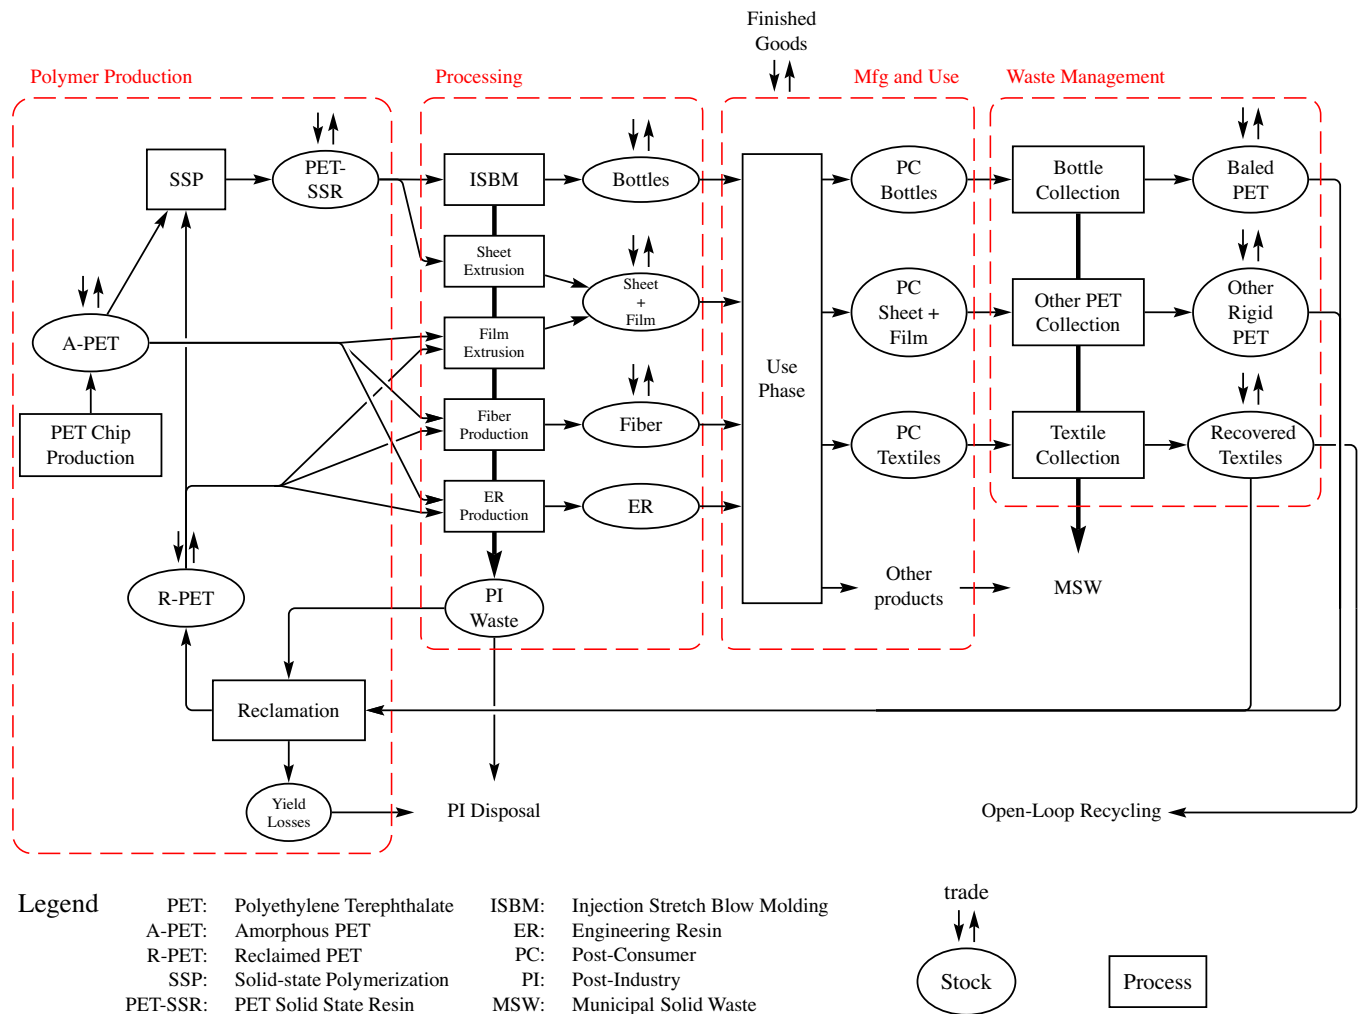 Finished
Goods
Polymer Production
Processing
Mfg and Use
Waste Management
SSP
PET-
SSR
ISBM
Bottles
PC
Bottles
Bottle
Collection
Baled
PET
Sheet
Extrusion
Sheet
+
Film
PC
Sheet +
Film
Other PET
Collection
Other
Rigid
PET
A-PET
Film
Extrusion
Use
Phase
PET Chip
Production
Fiber
Production
Fiber
PC
Textiles
Textile
Collection
Recovered
Textiles
ER
Production
ER
R-PET
PI
Waste
Other
products
MSW
Reclamation
Yield
Losses
PI Disposal
Open-Loop Recycling
Legend
PET: Polyethylene Terephthalate
A-PET: Amorphous PET
R-PET: Reclaimed PET
SSP: Solid-state Polymerization
PET-SSR: PET Solid State Resin
ISBM: Injection Stretch Blow Molding
ER: Engineering Resin
PC: Post-Consumer
PI: Post-Industry
MSW: Municipal Solid Waste
trade
Stock
Process